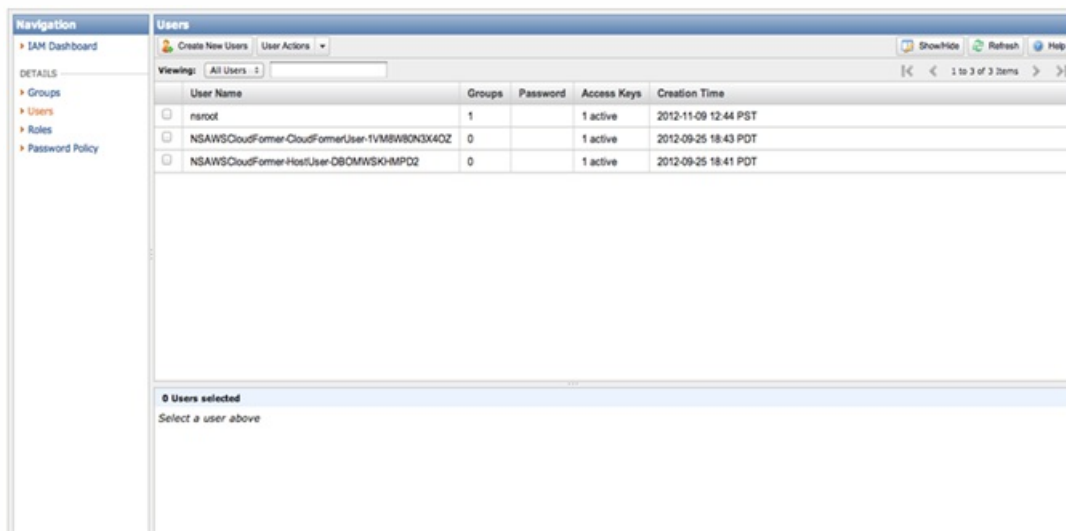 Navigation
IAM Dashboard
DETAILS
Groups
Users
Roles
Password Policy
Users
Create New Users User Actions Show/Hide Refresh Help
Viewing: All Users 1 to 3 of 3 Items
User Name Groups Password Access Keys Creation Time
nsroot 1 1 active 2012-11-09 12:44 PST
NSAWSCloudFormer-CloudFormerUser-1VM8W80N3X4OZ 0 1 active 2012-09-25 18:43 PDT
NSAWSCloudFormer-HostUser-DBOMWSKHMPD2 0 1 active 2012-09-25 18:41 PDT
0 Users selected
Select a user above